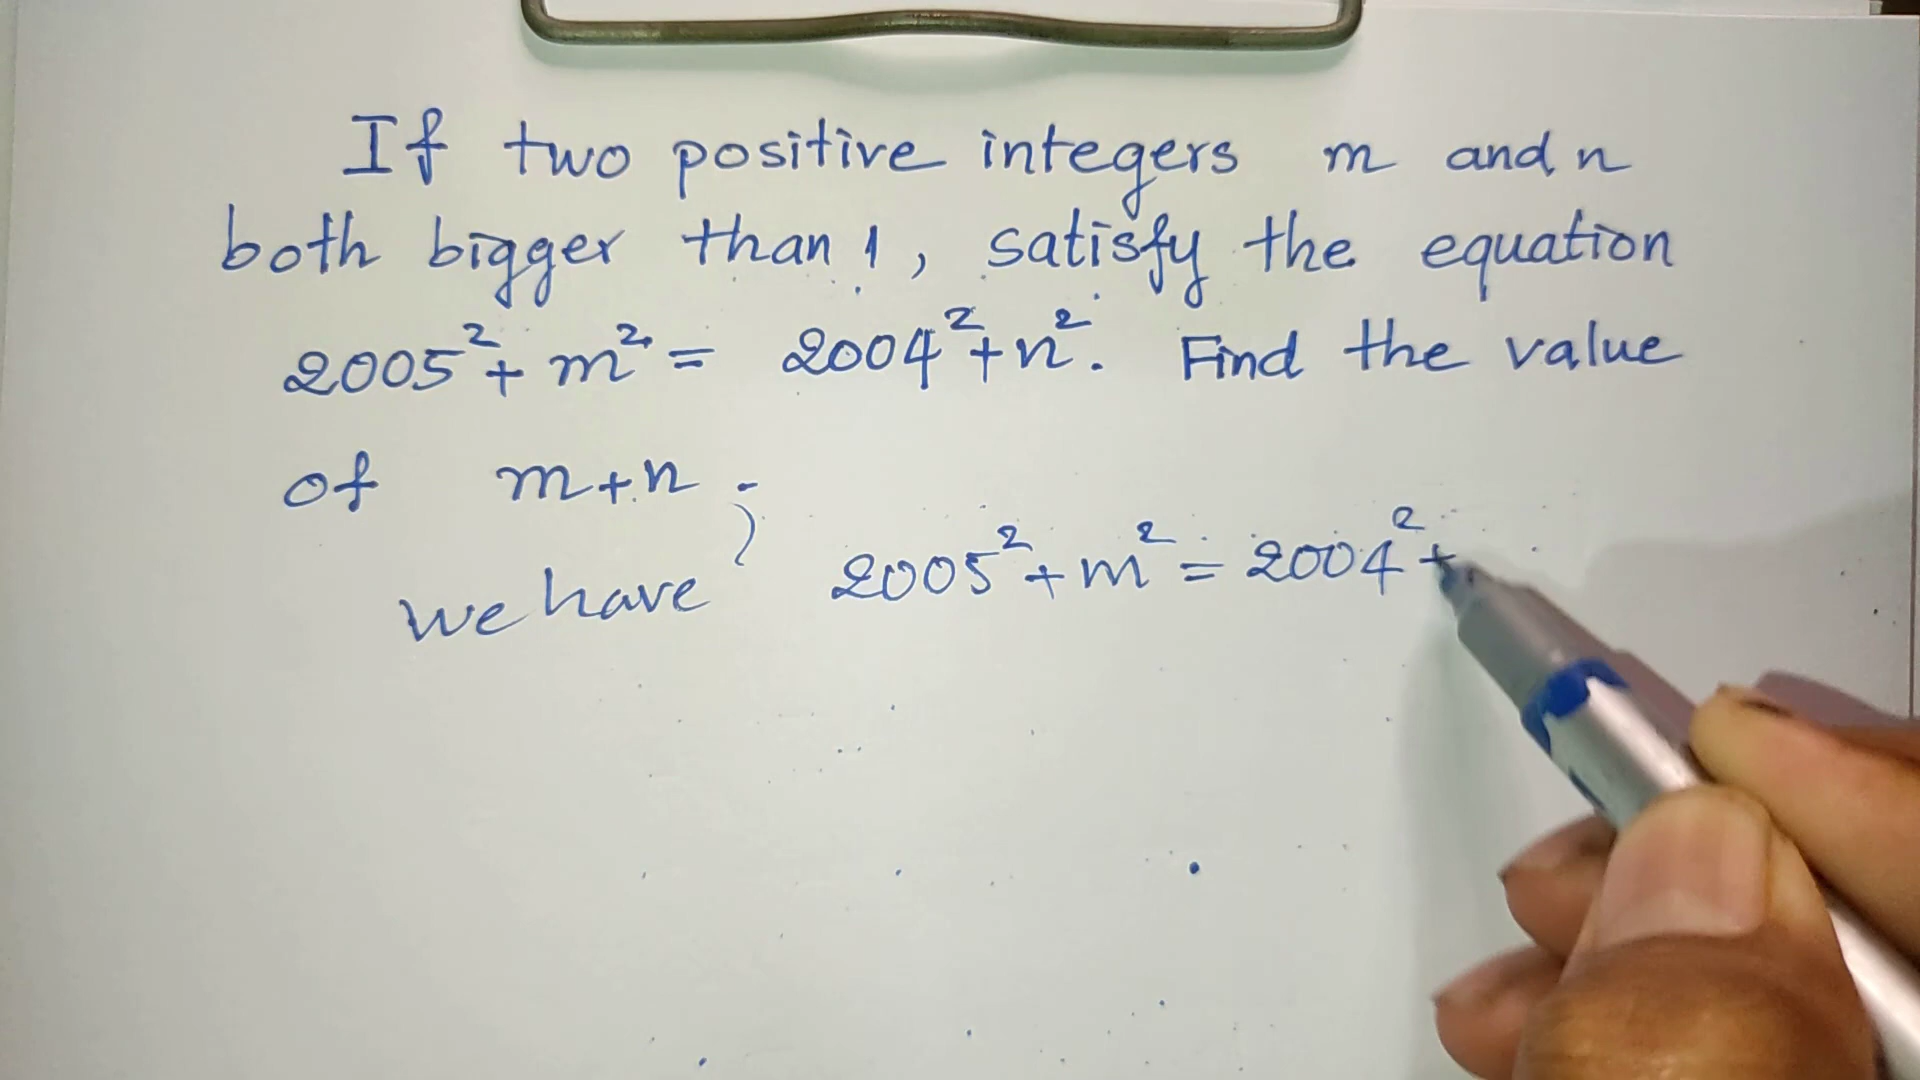 If two positive integers m and n
both bigger than 1, satisfy the equation
2005² + m² = 2004² + n². Find the value
of m+n.
We have, 2005² + m² = 2004² +